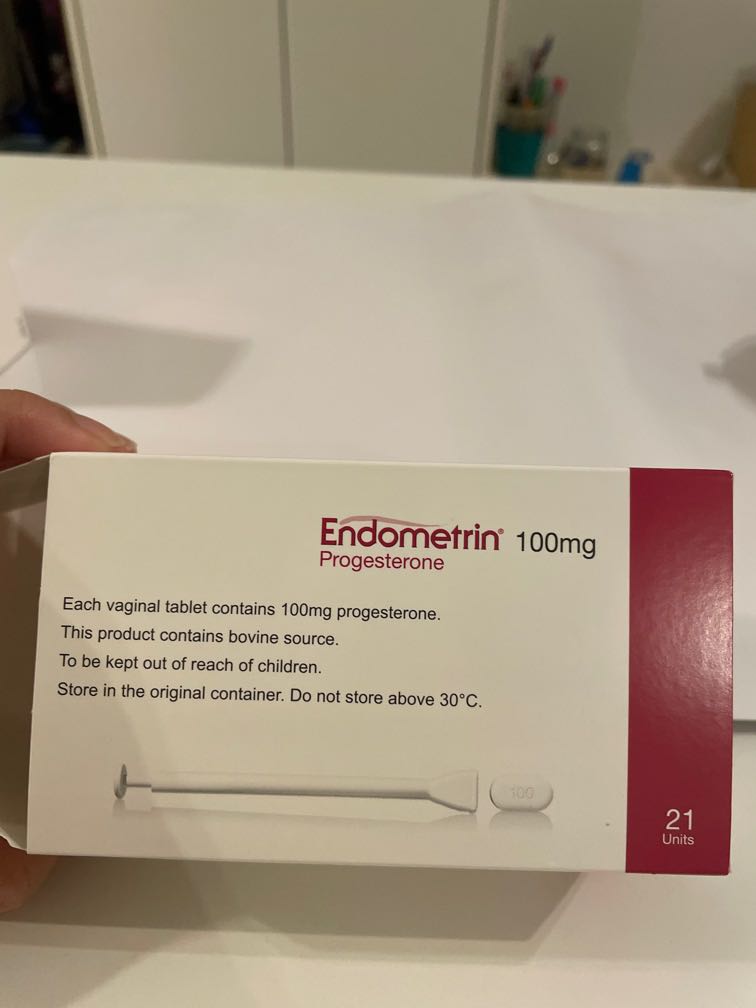 Endometrin® 100mg
Progesterone
Each vaginal tablet contains 100mg progesterone.
This product contains bovine source.
To be kept out of reach of children.
Store in the original container. Do not store above 30°C.
100
21
Units